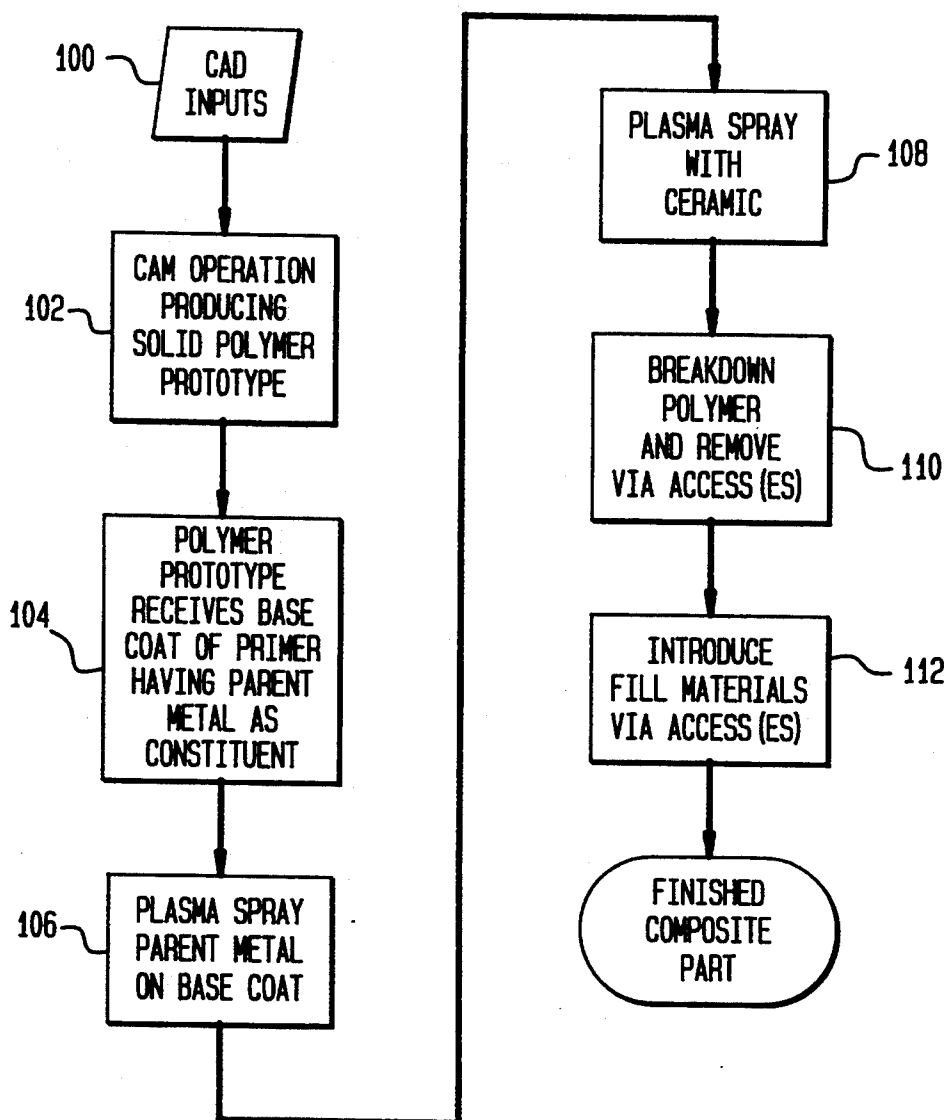 100
CAD
INPUTS
102
CAM OPERATION
PRODUCING
SOLID POLYMER
PROTOTYPE
104
POLYMER
PROTOTYPE
RECEIVES BASE
COAT OF PRIMER
HAVING PARENT
METAL AS
CONSTITUENT
106
PLASMA SPRAY
PARENT METAL
ON BASE COAT
PLASMA SPRAY
WITH
CERAMIC
108
BREAKDOWN
POLYMER
AND REMOVE
VIA ACCESS(ES)
110
INTRODUCE
FILL MATERIALS
VIA ACCESS(ES)
112
FINISHED
COMPOSITE
PART